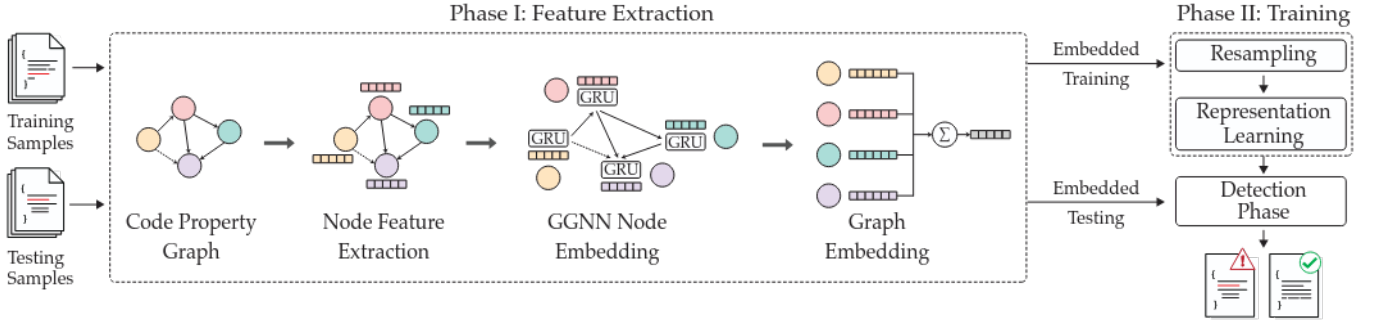 Phase I: Feature Extraction
Phase II: Training
Training
Samples
Testing
Samples
Code Property
Graph
Node Feature
Extraction
GRU
GRU
GRU
GRU
GGNN Node
Embedding
Σ
Graph
Embedding
Embedded
Training
Embedded
Testing
Resampling
Representation
Learning
Detection
Phase